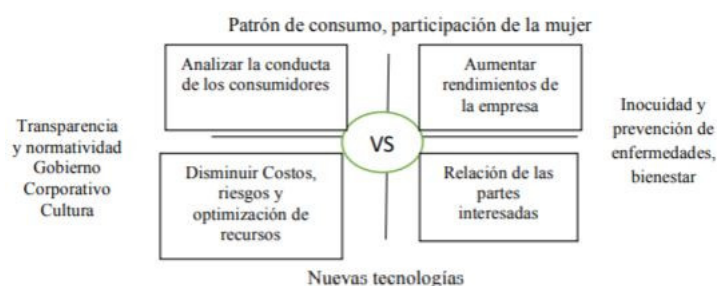 Patrón de consumo, participación de la mujer
Analizar la conducta
de los consumidores
Aumentar
rendimientos de
la empresa
Transparencia
y normatividad
Gobierno
Corporativo
Cultura
VS
Inocuidad y
prevención de
enfermedades,
bienestar
Disminuir Costos,
riesgos y
optimización de
recursos
Relación de las
partes
interesadas
Nuevas tecnologías